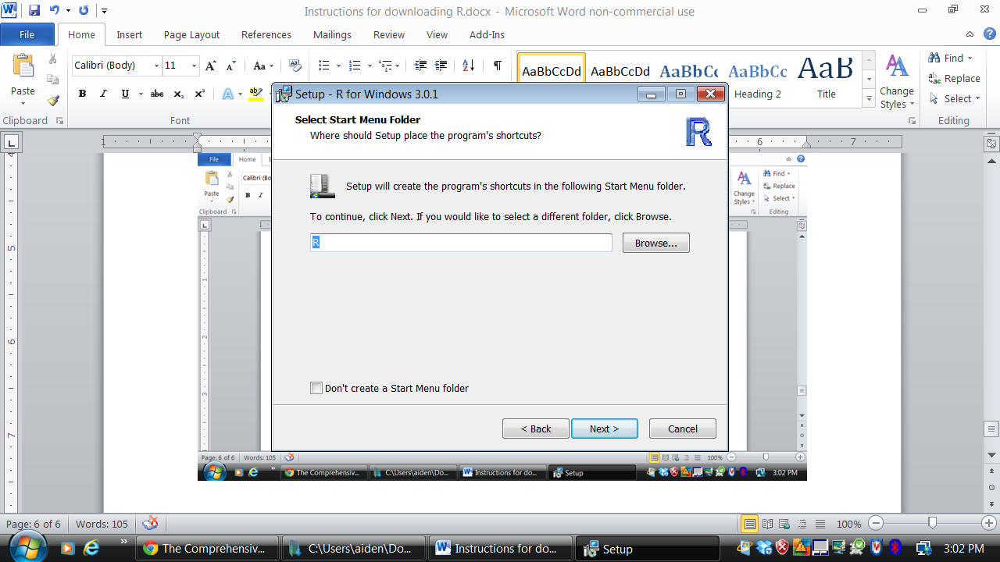 Instructions for downloading R.docx - Microsoft Word non-commercial use
File Home Insert Page Layout References Mailings Review View Add-Ins
Calibri (Body) 11
Paste
B I U abc
Clipboard Font
AaBbCcDd AaBbCcDd AaBbCc AaBbCc AaB
Heading 2 Title
Change
Styles
Find
Replace
Select
Editing
Setup - R for Windows 3.0.1
Select Start Menu Folder
Where should Setup place the program's shortcuts?
R
Setup will create the program's shortcuts in the following Start Menu folder.
To continue, click Next. If you would like to select a different folder, click Browse.
R
Browse...
Don't create a Start Menu folder
< Back Next > Cancel
6 7
4
5
6
7
File Home
Calibri (Bo
Paste
B I
Clipboard
Find
Replace
Select
Change
Styles
Editing
Page: 6 of 6 Words: 105 100%
The Comprehensiv... C:\Users\aiden\Do... Instructions for do... Setup 3:02 PM
Page: 6 of 6 Words: 105 100%
The Comprehensiv... C:\Users\aiden\Do... Instructions for do... Setup 3:02 PM